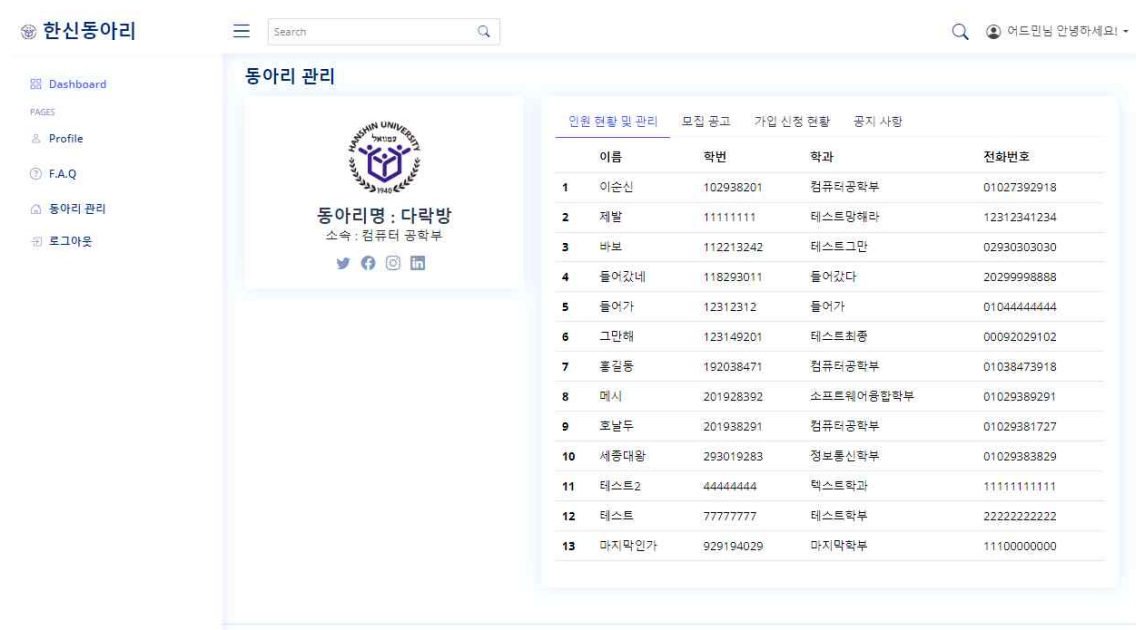 한신동아리
Search
어드민님 안녕하세요!
Dashboard
PAGES
Profile
F.A.Q
동아리 관리
로그아웃
동아리 관리
HANSHIN UNIVERSITY
1940
동아리명 : 다락방
소속 : 컴퓨터 공학부
인원 현황 및 관리 모집 공고 가입 신청 현황 공지 사항
이름 학번 학과 전화번호
1 이순신 102938201 컴퓨터공학부 01027392918
2 제발 11111111 테스트망해라 12312341234
3 바보 112213242 테스트그만 02930303030
4 들어갔네 118293011 들어갔다 20299998888
5 들어가 12312312 들어가 01044444444
6 그만해 123149201 테스트최종 00092029102
7 홍길동 192038471 컴퓨터공학부 01038473918
8 메시 201928392 소프트웨어융합학부 01029389291
9 호날두 201938291 컴퓨터공학부 01029381727
10 세종대왕 293019283 정보통신학부 01029383829
11 테스트2 44444444 텍스트학과 11111111111
12 테스트 77777777 테스트학부 22222222222
13 마지막인가 929194029 마지막학부 11100000000